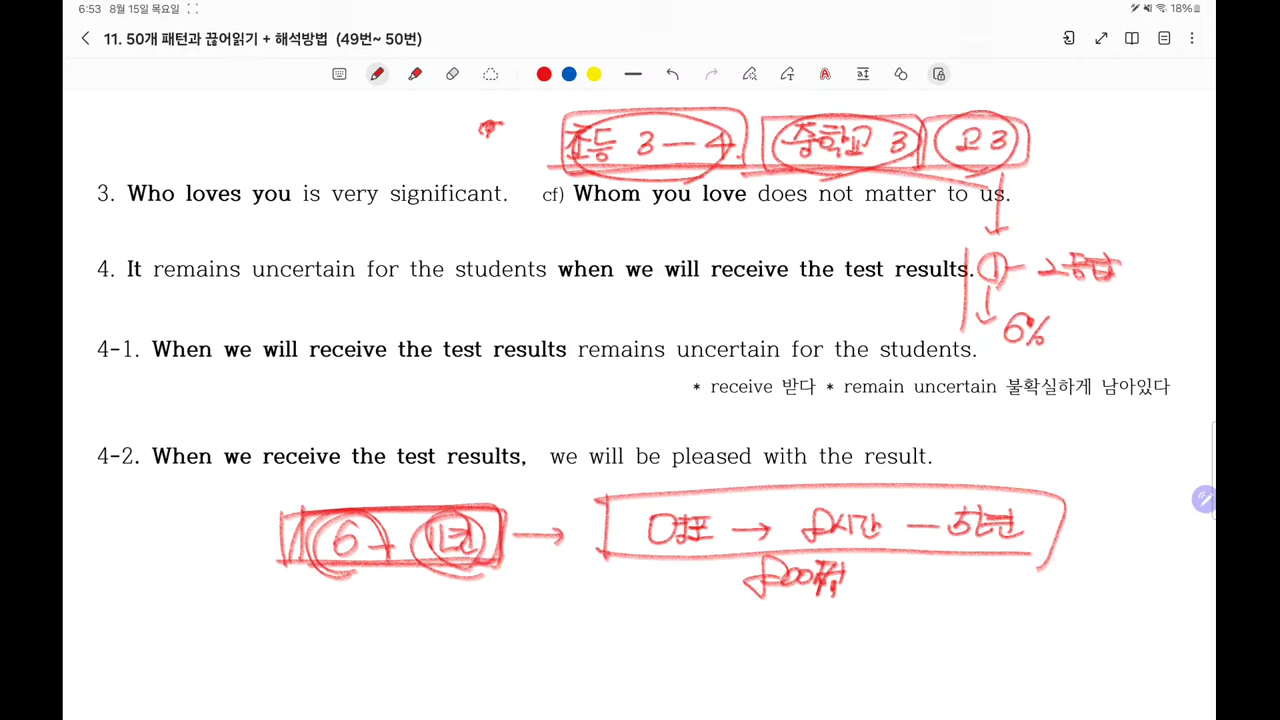 6:53 8월 15일 목요일
18%
11. 50개 패턴과 끊어읽기 + 해석방법 (49번~ 50번)
초등 3 - 4 중학교 3 고3
3. Who loves you is very significant. cf) Whom you love does not matter to us.
4. It remains uncertain for the students when we will receive the test results. ① - 2등급
6%
4-1. When we will receive the test results remains uncertain for the students.
* receive 받다 * remain uncertain 불확실하게 남아있다
4-2. When we receive the test results, we will be pleased with the result.
6 - 1년 → → 8시간 -
800